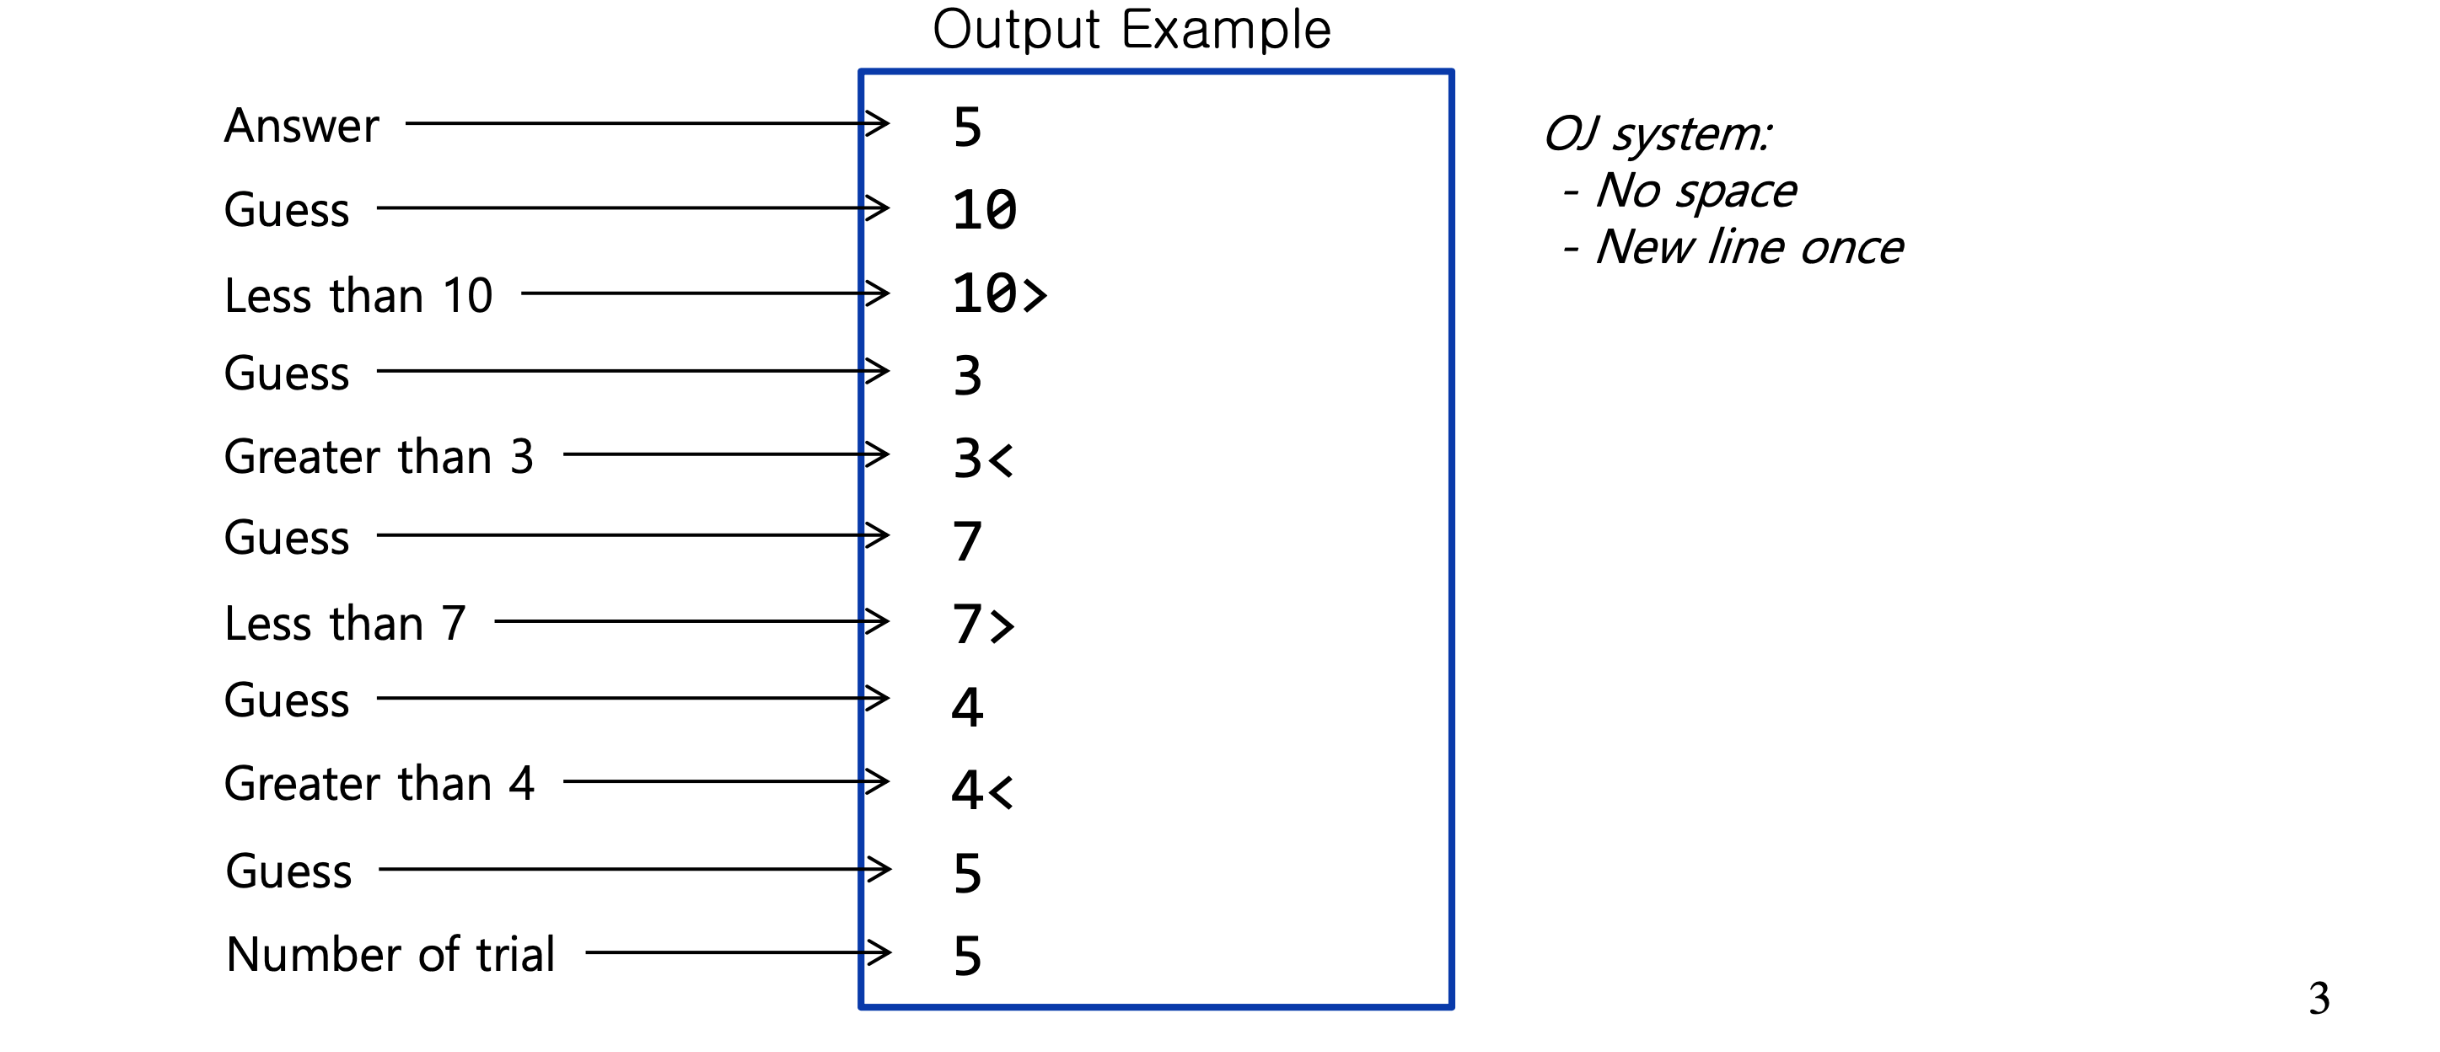 Output Example
Answer 5
Guess 10
Less than 10 10>
Guess 3
Greater than 3 3<
Guess 7
Less than 7 7>
Guess 4
Greater than 4 4<
Guess 5
Number of trial 5
OJ system:
- No space
- New line once
3